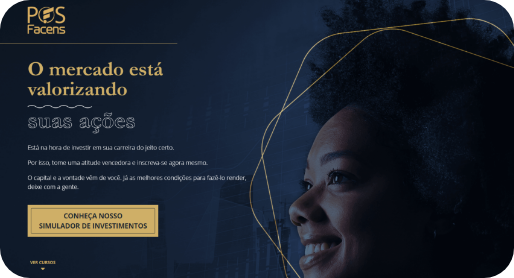 PÓS
Facens
O mercado está
valorizando
suas ações
Está na hora de investir em sua carreira do jeito certo.
Por isso, tome uma atitude vencedora e inscreva-se agora mesmo.
O capital e a vontade vêm de você. Já as melhores condições para fazê-lo render,
deixe com a gente.
CONHEÇA NOSSO
SIMULADOR DE INVESTIMENTOS
VER CURSOS